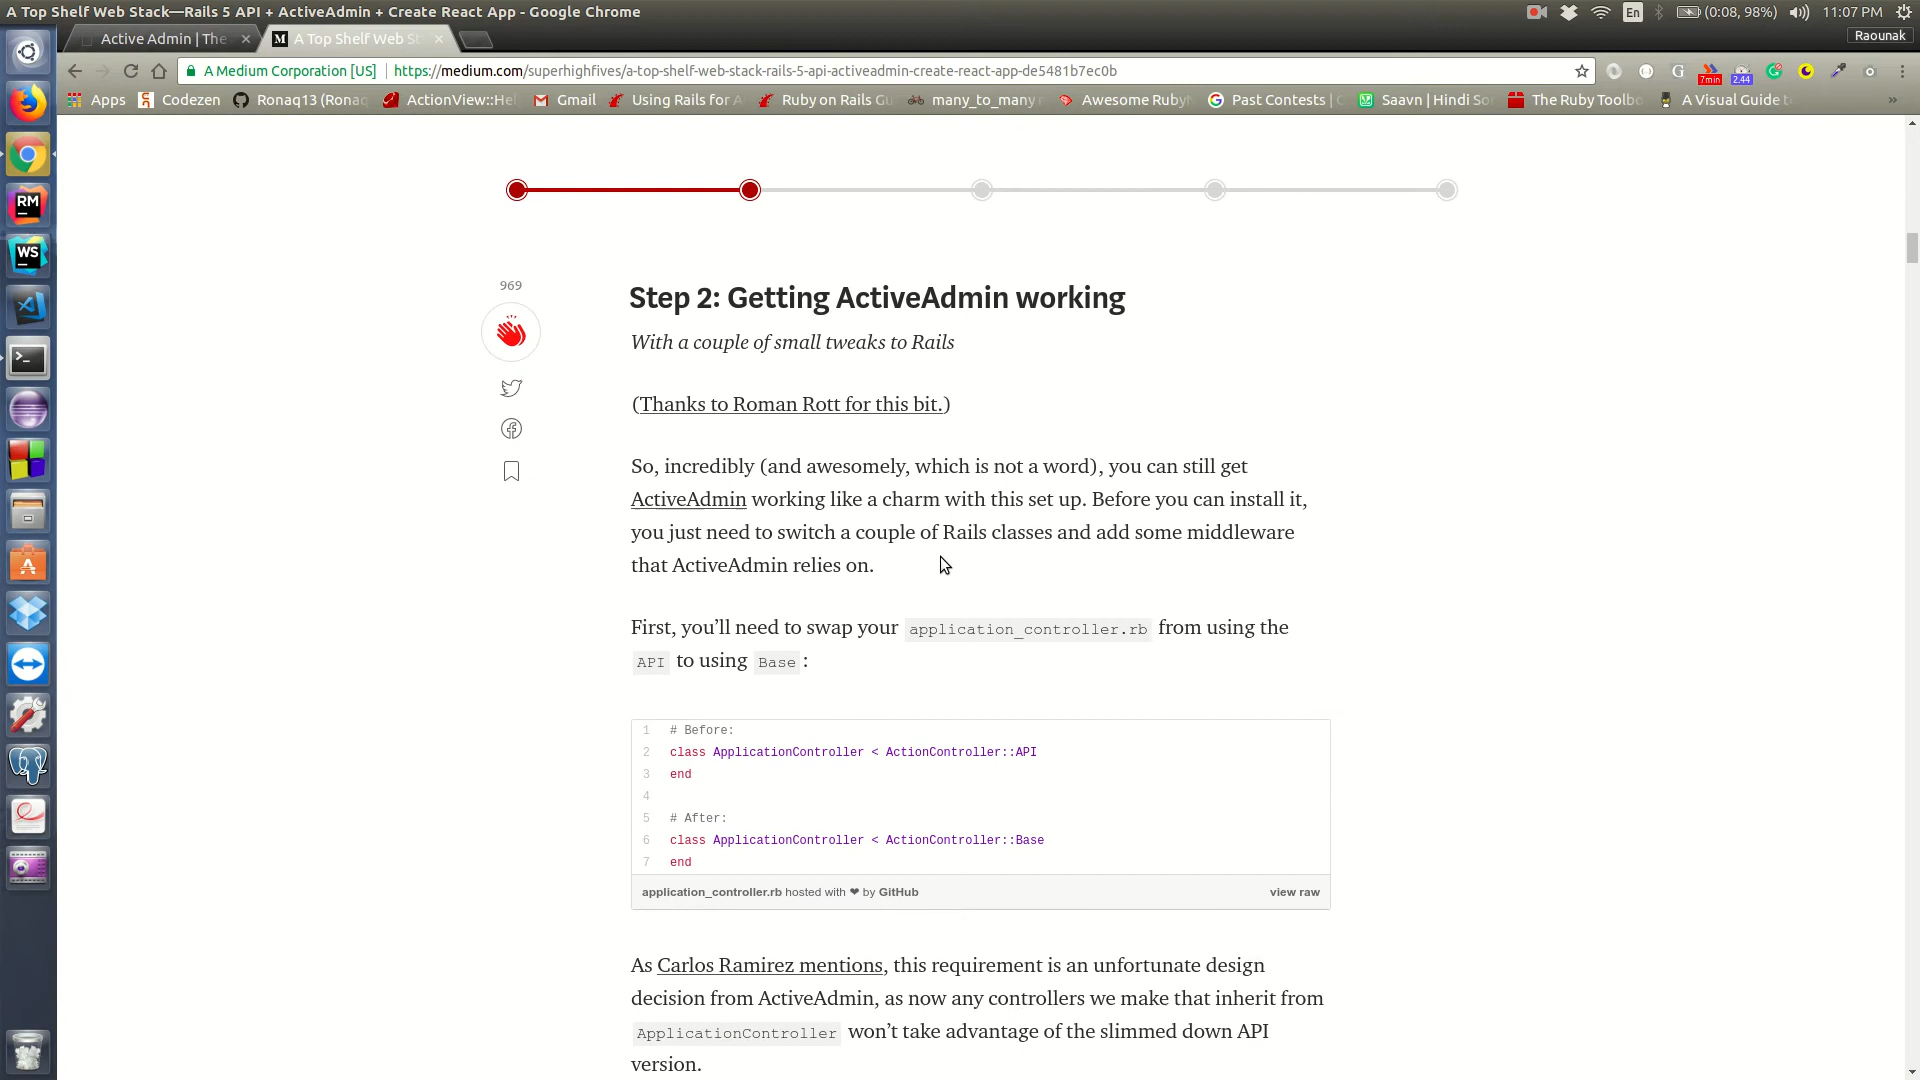 A Top Shelf Web Stack—Rails 5 API + ActiveAdmin + Create React App - Google Chrome
En
(0:08, 98%)
11:07 PM
Active Admin | The
A Top Shelf Web St
Raounak
A Medium Corporation [US]
https://medium.com/superhighfives/a-top-shelf-web-stack-rails-5-api-activeadmin-create-react-app-de5481b7ec0b
7min
2.44
Apps
Codezen
Ronaq13 (Ronaq
ActionView::Hel
Gmail
Using Rails for A
Ruby on Rails Gu
many_to_many
Awesome Ruby
Past Contests | C
Saavn | Hindi So
The Ruby Toolbo
A Visual Guide t
»
RM
WS
969
Step 2: Getting ActiveAdmin working
With a couple of small tweaks to Rails
(Thanks to Roman Rott for this bit.)
So, incredibly (and awesomely, which is not a word), you can still get
ActiveAdmin working like a charm with this set up. Before you can install it,
you just need to switch a couple of Rails classes and add some middleware
that ActiveAdmin relies on.
First, you’ll need to swap your application_controller.rb from using the
API to using Base:
1 # Before:
2 class ApplicationController < ActionController::API
3 end
4
5 # After:
6 class ApplicationController < ActionController::Base
7 end
application_controller.rb hosted with ❤ by GitHub
view raw
As Carlos Ramirez mentions, this requirement is an unfortunate design
decision from ActiveAdmin, as now any controllers we make that inherit from
ApplicationController won’t take advantage of the slimmed down API
version.